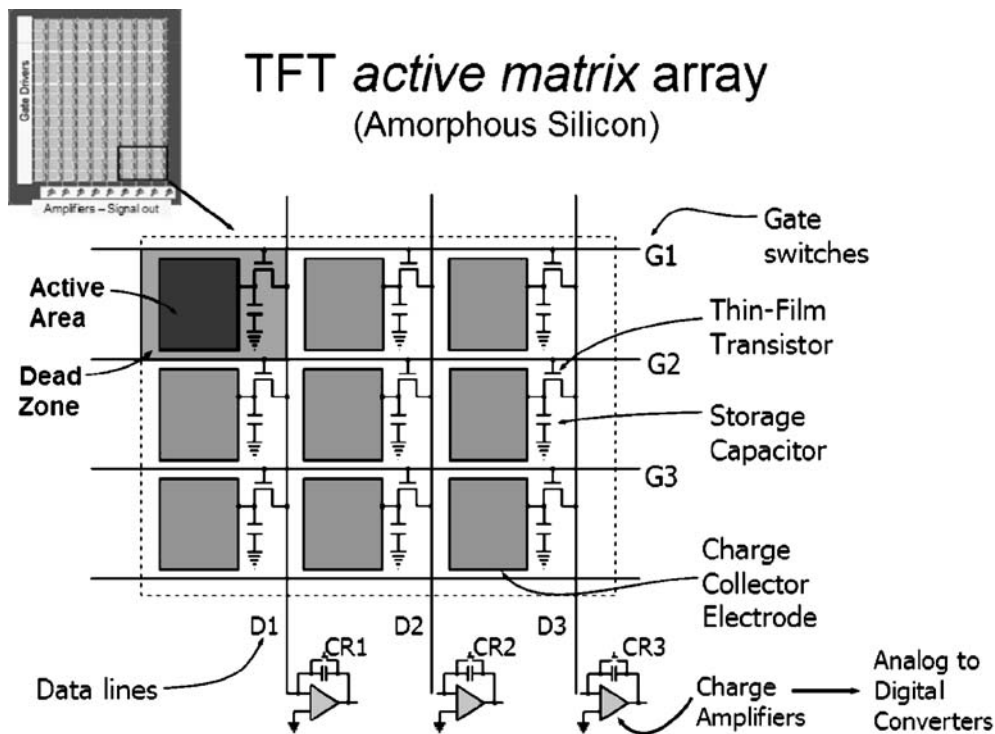 TFT active matrix array
(Amorphous Silicon)
Gate Drivers
Amplifiers – Signal out
Gate
switches
G1
Active
Area
Thin-Film
Transistor
G2
Dead
Zone
Storage
Capacitor
G3
Charge
Collector
Electrode
D1
D2
D3
CR1
CR2
CR3
Data lines
Charge
Amplifiers
Analog to
Digital
Converters